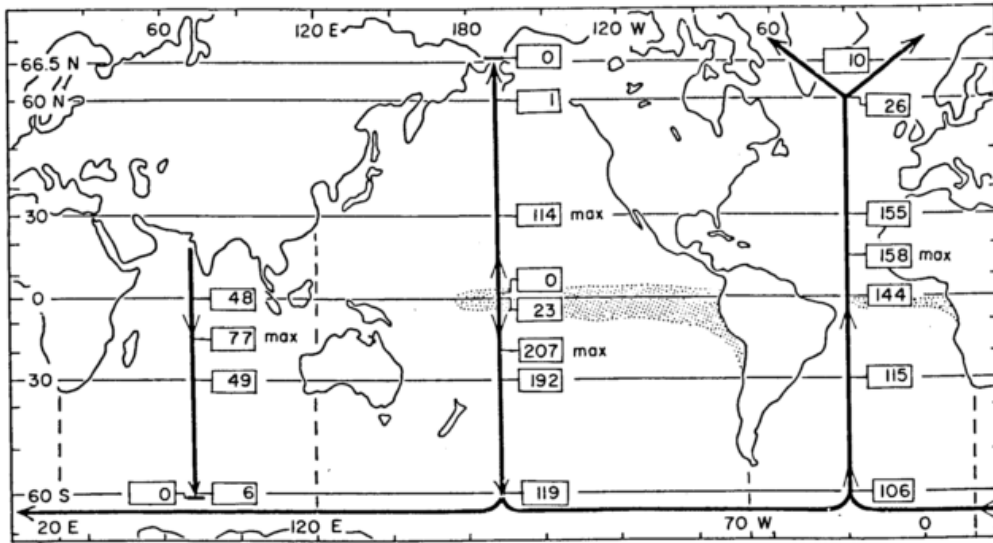 60 120 E 180 120 W 60
66.5 N 0 10
60 N 1 26
30 114 max 155
158 max
0 48 0 144
23
77 max 207 max
30 49 192 115
60 S 0 6 119 106
20 E 120 E 70 W 0